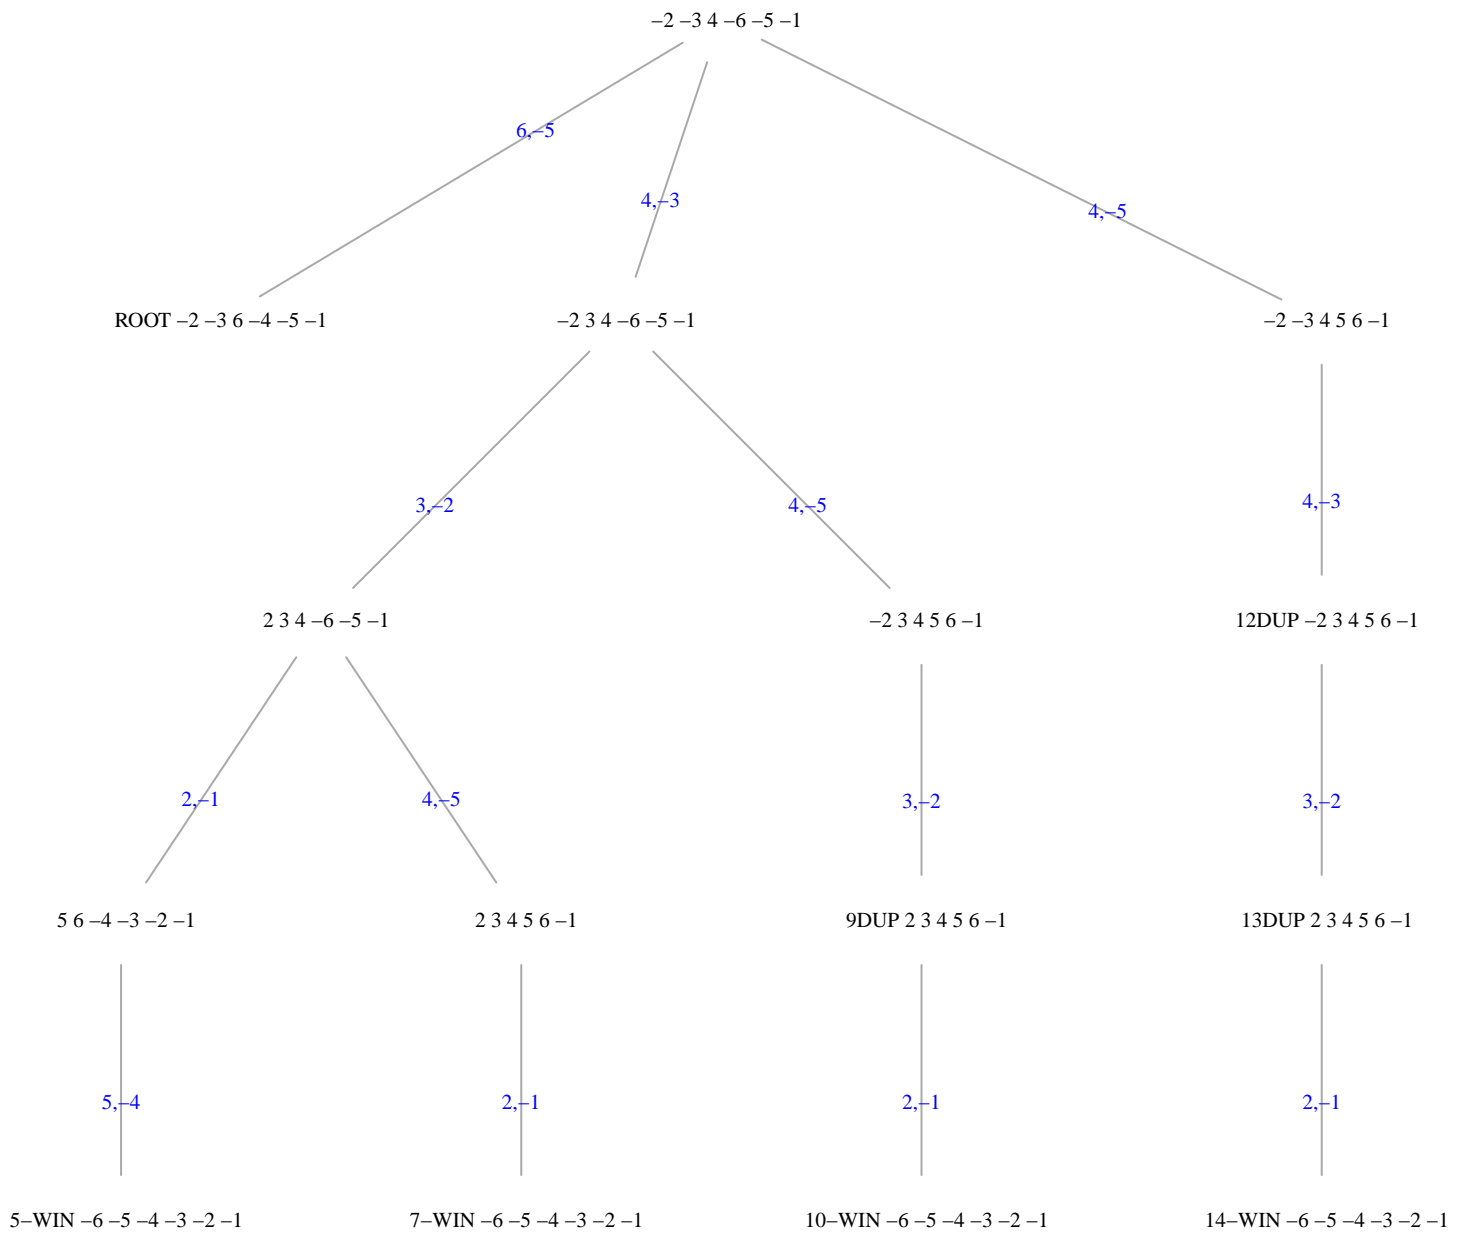 –2 –3 4 –6 –5 –1
6,–5
4,–3
4,–5
ROOT –2 –3 6 –4 –5 –1
–2 3 4 –6 –5 –1
–2 –3 4 5 6 –1
3,–2
4,–5
4,–3
2 3 4 –6 –5 –1
–2 3 4 5 6 –1
12DUP –2 3 4 5 6 –1
2,–1
4,–5
3,–2
3,–2
5 6 –4 –3 –2 –1
2 3 4 5 6 –1
9DUP 2 3 4 5 6 –1
13DUP 2 3 4 5 6 –1
5,–4
2,–1
2,–1
2,–1
5–WIN –6 –5 –4 –3 –2 –1
7–WIN –6 –5 –4 –3 –2 –1
10–WIN –6 –5 –4 –3 –2 –1
14–WIN –6 –5 –4 –3 –2 –1